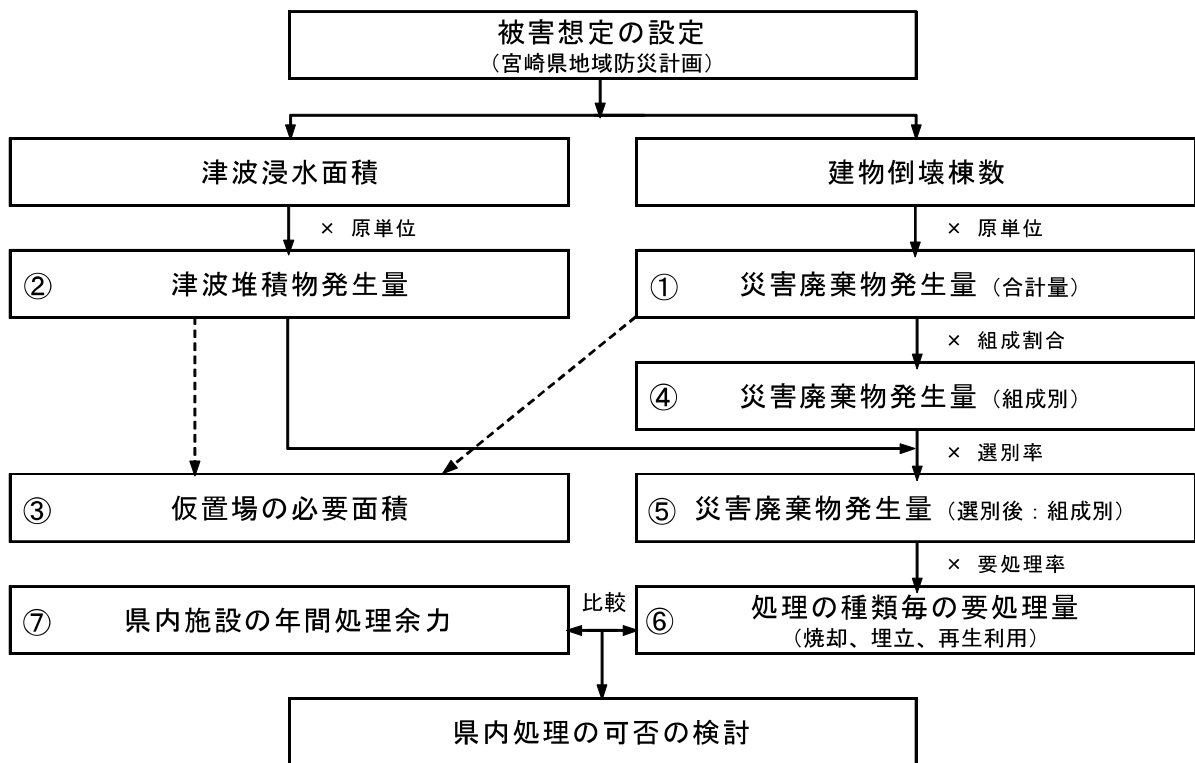 被害想定の設定
（宮崎県地域防災計画）
津波浸水面積
建物倒壊棟数
× 原単位
× 原単位
② 津波堆積物発生量
① 災害廃棄物発生量（合計量）
× 組成割合
④ 災害廃棄物発生量（組成別）
× 選別率
③ 仮置場の必要面積
⑤ 災害廃棄物発生量（選別後：組成別）
× 要処理率
⑦ 県内施設の年間処理余力
比較
⑥ 処理の種類毎の要処理量
（焼却、埋立、再生利用）
県内処理の可否の検討